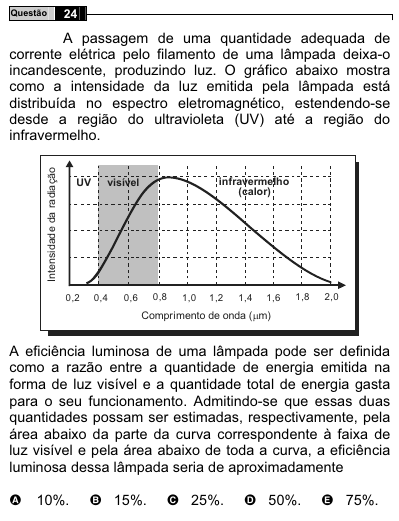 Questão 24
A passagem de uma quantidade adequada de
corrente elétrica pelo filamento de uma lâmpada deixa-o
incandescente, produzindo luz. O gráfico abaixo mostra
como a intensidade da luz emitida pela lâmpada está
distribuída no espectro eletromagnético, estendendo-se
desde a região do ultravioleta (UV) até a região do
infravermelho.
Intensidade da radiação
UV visível infravermelho
(calor)
0,2 0,4 0,6 0,8 1,0 1,2 1,4 1,6 1,8 2,0
Comprimento de onda (μm)
A eficiência luminosa de uma lâmpada pode ser definida
como a razão entre a quantidade de energia emitida na
forma de luz visível e a quantidade total de energia gasta
para o seu funcionamento. Admitindo-se que essas duas
quantidades possam ser estimadas, respectivamente, pela
área abaixo da parte da curva correspondente à faixa de
luz visível e pela área abaixo de toda a curva, a eficiência
luminosa dessa lâmpada seria de aproximadamente
A 10%. B 15%. C 25%. D 50%. E 75%.